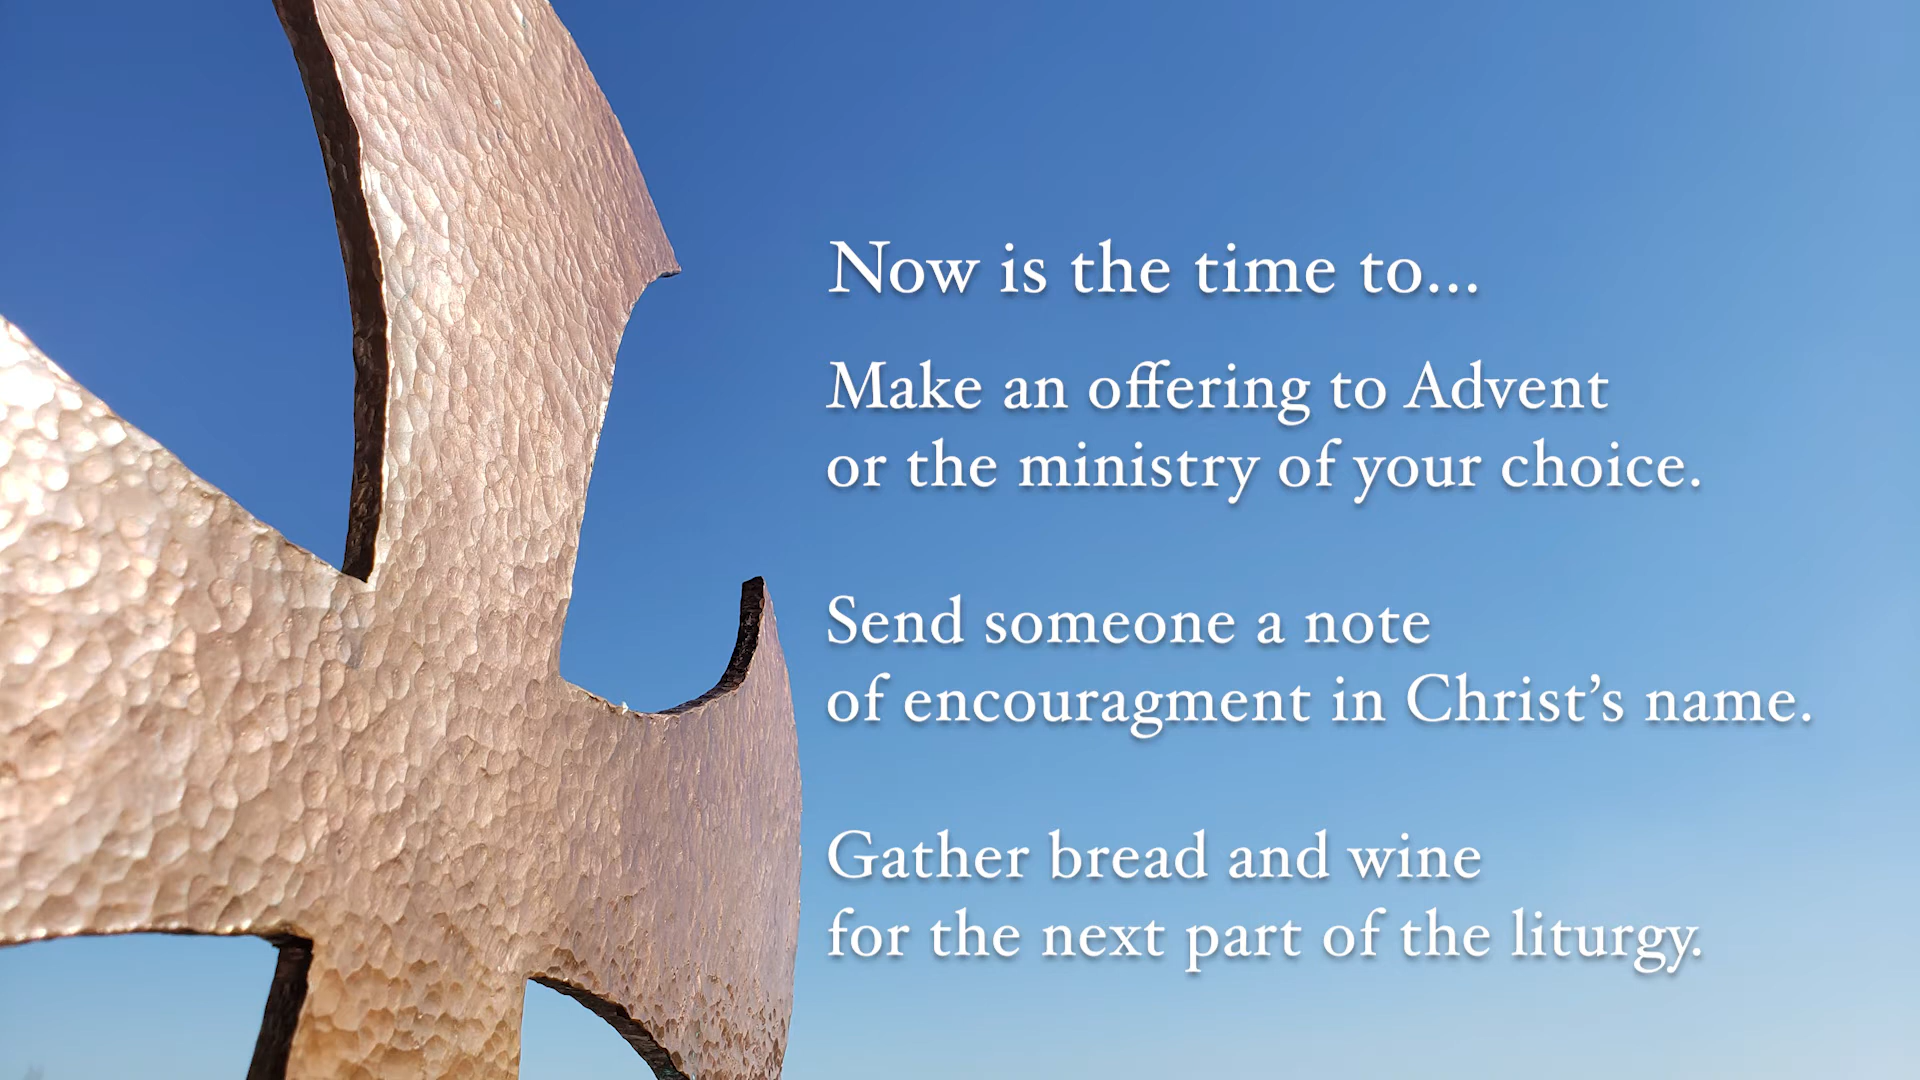 Now is the time to...
Make an offering to Advent
or the ministry of your choice.
Send someone a note
of encouragment in Christ’s name.
Gather bread and wine
for the next part of the liturgy.